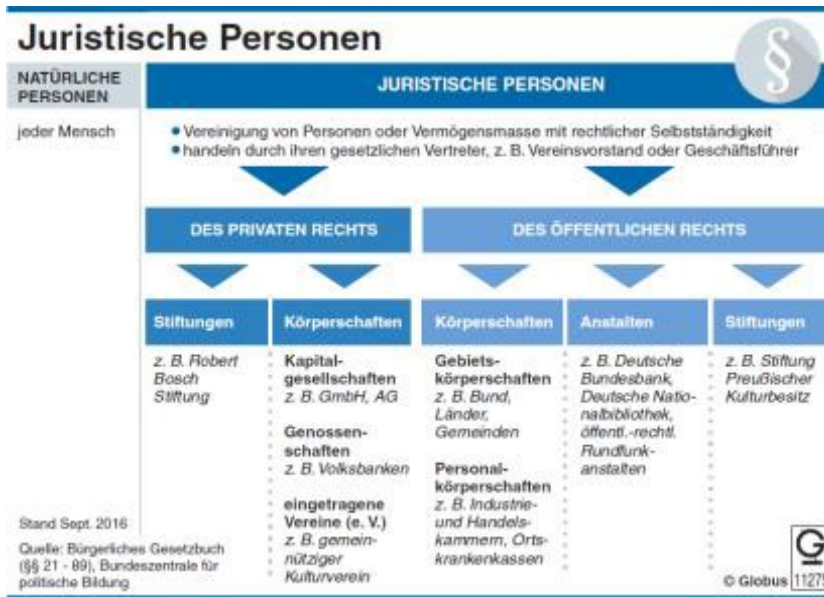 Juristische Personen
§
NATÜRLICHE
PERSONEN
JURISTISCHE PERSONEN
jeder Mensch
• Vereinigung von Personen oder Vermögensmasse mit rechtlicher Selbstständigkeit
• handeln durch ihren gesetzlichen Vertreter, z. B. Vereinsvorstand oder Geschäftsführer
DES PRIVATEN RECHTS
DES ÖFFENTLICHEN RECHTS
Stiftungen
z. B. Robert
Bosch
Stiftung
Körperschaften
Kapital-
gesellschaften
z. B. GmbH, AG
Genossen-
schaften
z. B. Volksbanken
eingetragene
Vereine (e. V.)
z. B. gemein-
nütziger
Kulturverein
Körperschaften
Gebiets-
körperschaften
z. B. Bund,
Länder,
Gemeinden
Personal-
körperschaften
z. B. Industrie-
und Handels-
kammern, Orts-
krankenkassen
Anstalten
z. B. Deutsche
Bundesbank,
Deutsche Natio-
nalbibliothek,
öffentl.-rechtl.
Rundfunk-
anstalten
Stiftungen
z. B. Stiftung
Preußischer
Kulturbesitz
Stand Sept. 2016
Quelle: Bürgerliches Gesetzbuch
(§§ 21 - 89), Bundeszentrale für
politische Bildung
G
© Globus 11275